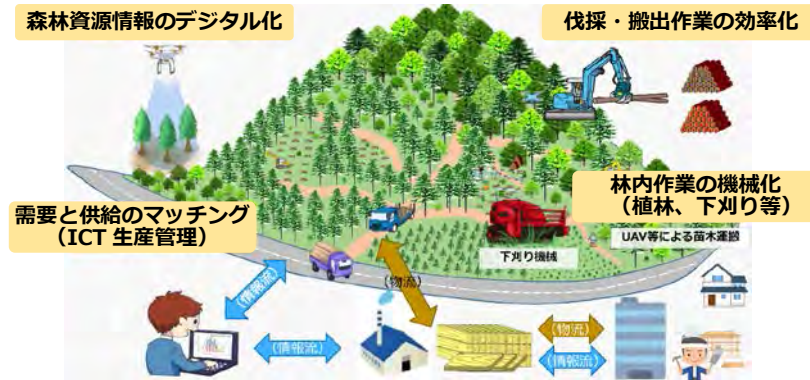 森林資源情報のデジタル化
伐採・搬出作業の効率化
林内作業の機械化
（植林、下刈り等）
需要と供給のマッチング
（ICT 生産管理）
UAV等による苗木運搬
下刈り機械
（物流）
（情報流）
（情報流）
（物流）
（情報流）